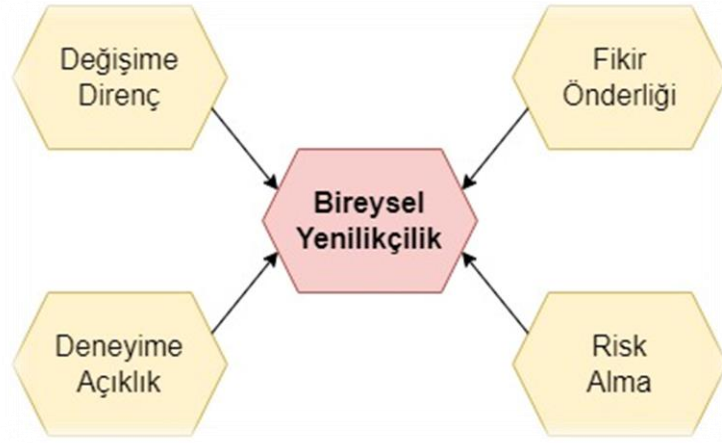 Değişime
Direnç
Fikir
Önderliği
Bireysel
Yenilikçilik
Deneyime
Açıklık
Risk
Alma